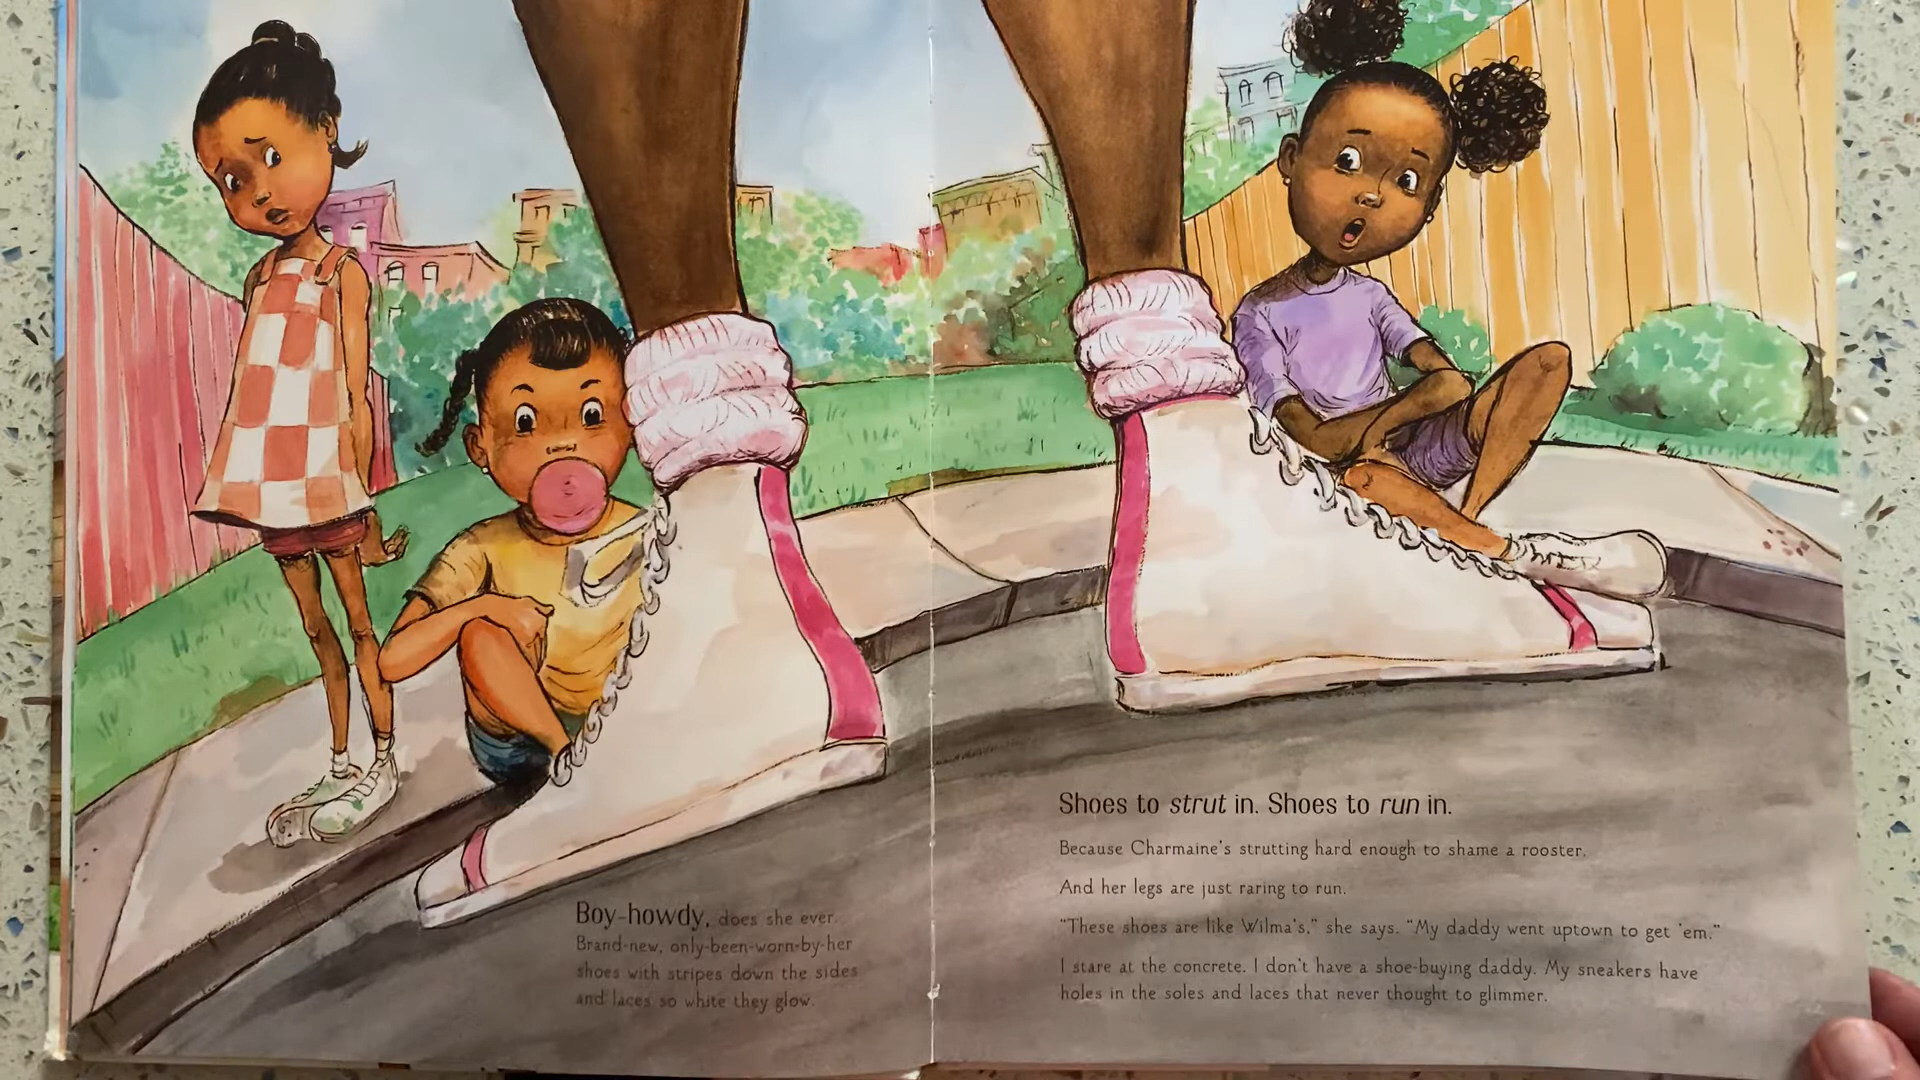 Boy-howdy, does she ever.
Brand-new, only-been-worn-by-her
shoes with stripes down the sides
and laces so white they glow.
Shoes to strut in. Shoes to run in.
Because Charmaine's strutting hard enough to shame a rooster.
And her legs are just raring to run.
"These shoes are like Wilma's," she says. "My daddy went uptown to get 'em."
I stare at the concrete. I don't have a shoe-buying daddy. My sneakers have
holes in the soles and laces that never thought to glimmer.